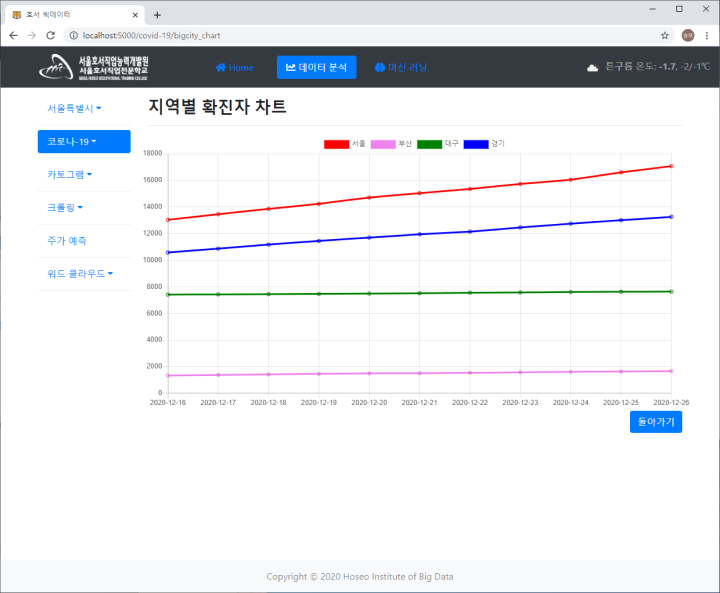 호서 빅데이터
localhost:5000/covid-19/bigcity_chart
서울호서직업능력개발원
서울호서직업전문학교
SEOUL HOSEO OCCUPATIONAL TRAINING COLLEGE
Home
데이터 분석
머신 러닝
튼구름 온도: -1.7, -2/-1℃
서울특별시
코로나-19
카토그램
크롤링
주가 예측
워드 클라우드
지역별 확진자 차트
서울 부산 대구 경기
18000
16000
14000
12000
10000
8000
6000
4000
2000
0
2020-12-16 2020-12-17 2020-12-18 2020-12-19 2020-12-20 2020-12-21 2020-12-22 2020-12-23 2020-12-24 2020-12-25 2020-12-26
돌아가기
Copyright © 2020 Hoseo Institute of Big Data